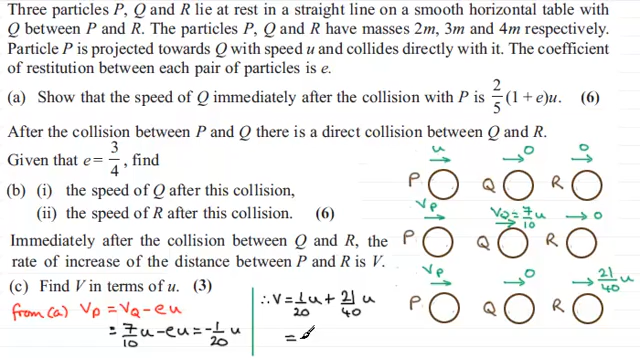 Three particles P, Q and R lie at rest in a straight line on a smooth horizontal table with
Q between P and R. The particles P, Q and R have masses 2m, 3m and 4m respectively.
Particle P is projected towards Q with speed u and collides directly with it. The coefficient
of restitution between each pair of particles is e.
(a) Show that the speed of Q immediately after the collision with P is 2/5 (1 + e)u. (6)
After the collision between P and Q there is a direct collision between Q and R.
Given that e = 3/4, find
(b) (i) the speed of Q after this collision,
(ii) the speed of R after this collision. (6)
Immediately after the collision between Q and R, the
rate of increase of the distance between P and R is V.
(c) Find V in terms of u. (3)
from (a) VP = VQ - eu
= 7/10 u - eu = -1/20 u
∴ V = 1/20 u + 21/40 u
=
u 0 0
P Q R
VP VQ = 7/10 u 0
P Q R
VP 0 21/40 u
P Q R